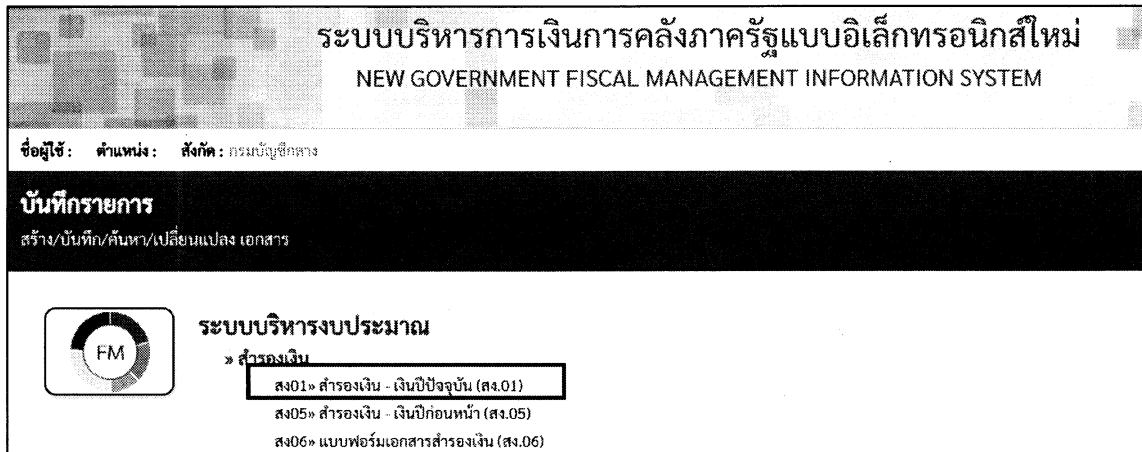 ระบบบริหารการเงินการคลังภาครัฐแบบอิเล็กทรอนิกส์ใหม่
NEW GOVERNMENT FISCAL MANAGEMENT INFORMATION SYSTEM
ชื่อผู้ใช้ : ตำแหน่ง : สังกัด : กรมบัญชีกลาง
บันทึกรายการ
สร้าง/บันทึก/ค้นหา/เปลี่ยนแปลง เอกสาร
FM
ระบบบริหารงบประมาณ
» สำรองเงิน
สง01» สำรองเงิน - เงินปีปัจจุบัน (สง.01)
สง05» สำรองเงิน - เงินปีก่อนหน้า (สง.05)
สง06» แบบฟอร์มเอกสารสำรองเงิน (สง.06)